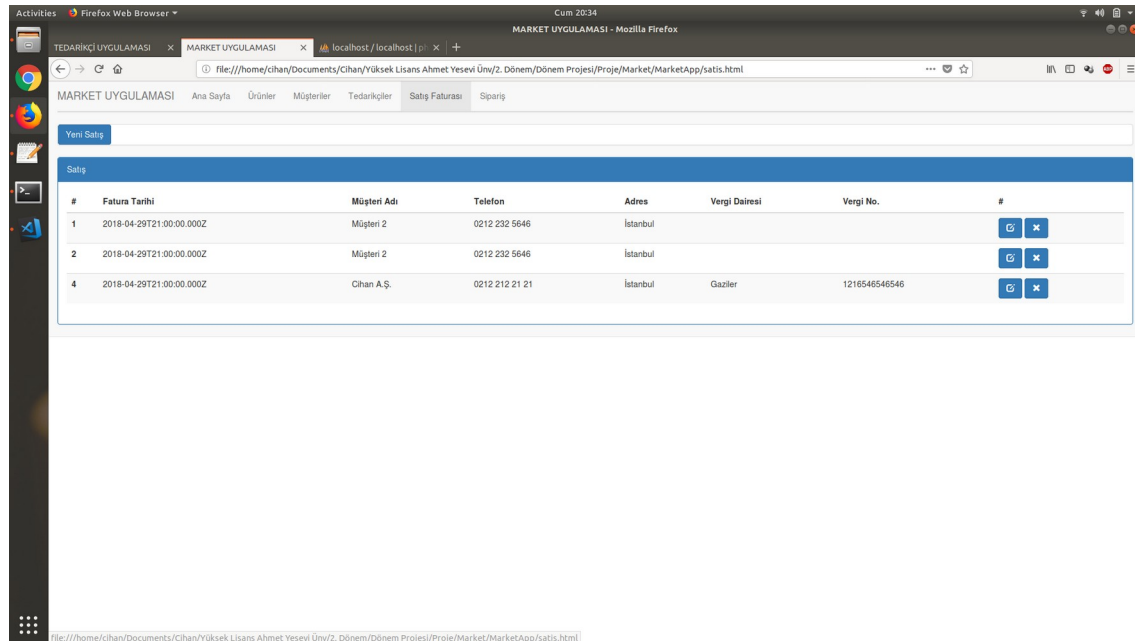 Activities Firefox Web Browser Cum 20:34
MARKET UYGULAMASI - Mozilla Firefox
TEDARİKÇİ UYGULAMASI MARKET UYGULAMASI localhost / localhost | ph
file:///home/cihan/Documents/Cihan/Yüksek Lisans Ahmet Yesevi Ünv/2. Dönem/Dönem Projesi/Proje/Market/MarketApp/satis.html
MARKET UYGULAMASI Ana Sayfa Ürünler Müşteriler Tedarikçiler Satış Faturası Sipariş
Yeni Satış
Satış
# Fatura Tarihi Müşteri Adı Telefon Adres Vergi Dairesi Vergi No. #
1 2018-04-29T21:00:00.000Z Müşteri 2 0212 232 5646 İstanbul
2 2018-04-29T21:00:00.000Z Müşteri 2 0212 232 5646 İstanbul
4 2018-04-29T21:00:00.000Z Cihan A.Ş. 0212 212 21 21 İstanbul Gaziler 1216546546546
file:///home/cihan/Documents/Cihan/Yüksek Lisans Ahmet Yesevi Ünv/2. Dönem/Dönem Projesi/Proje/Market/MarketApp/satis.html